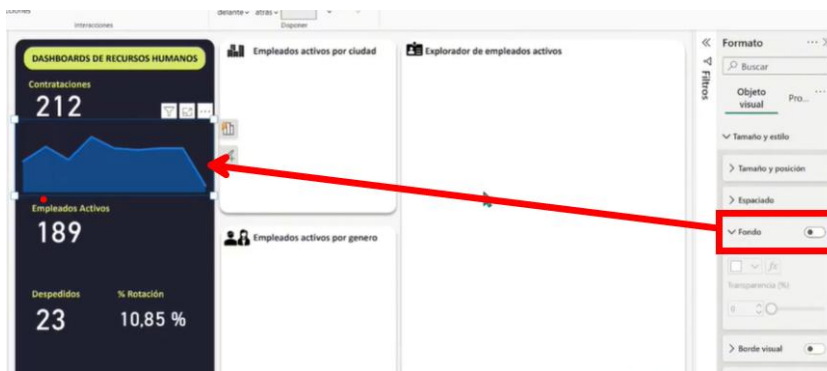 delante
atrás
Interacciones
Disponer
DASHBOARDS DE RECURSOS HUMANOS
Contrataciones
212
Empleados Activos
189
Despedidos
% Rotación
23
10,85 %
Empleados activos por ciudad
Explorador de empleados activos
Empleados activos por genero
Filtros
Formato
Buscar
Objeto visual
Pro...
Tamaño y estilo
Tamaño y posición
Espaciado
Fondo
fx
Transparencia (%)
Borde visual